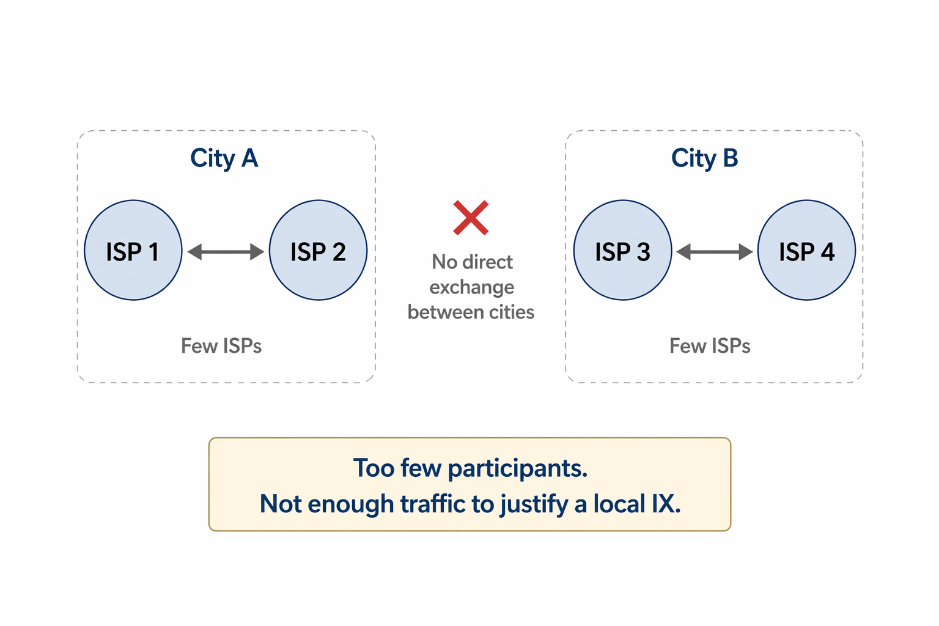 City A
City B
ISP 1
ISP 2
No direct
exchange
between cities
ISP 3
ISP 4
Few ISPs
Few ISPs
Too few participants.
Not enough traffic to justify a local IX.